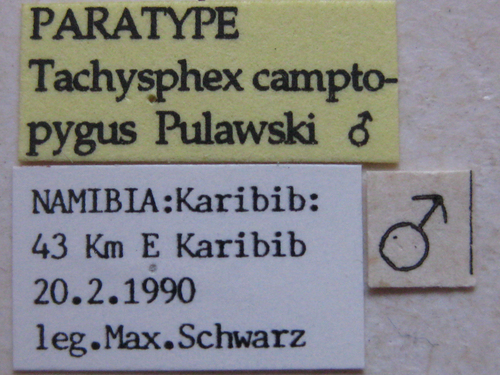 PARATYPE
Tachysphex campto-
pygus Pulawski ♂
NAMIBIA:Karibib:
43 Km E Karibib
20.2.1990
leg.Max.Schwarz
♂